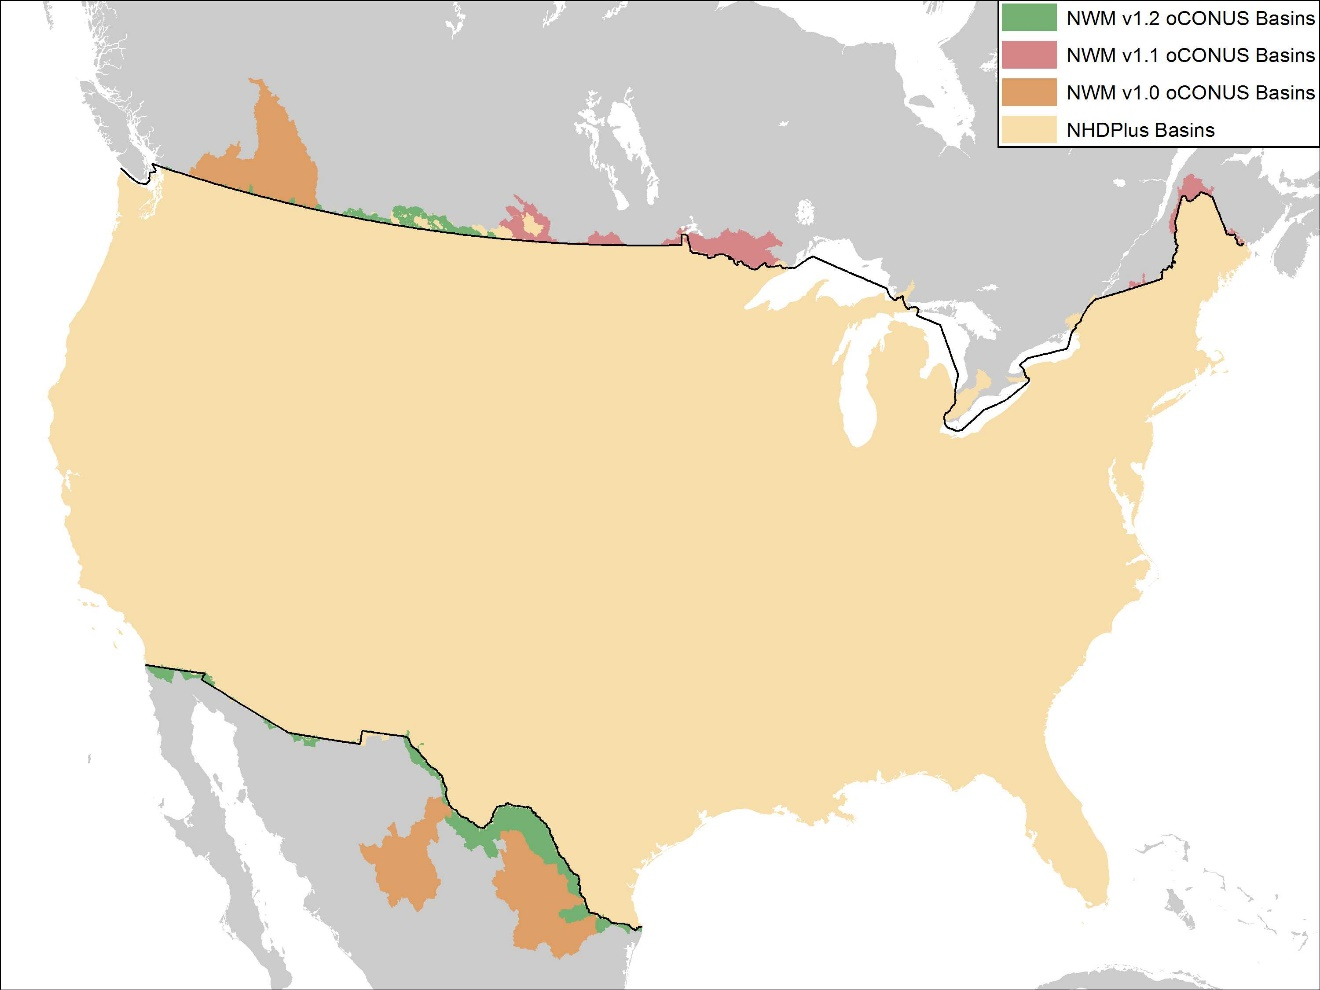 NWM v1.2 oCONUS Basins
NWM v1.1 oCONUS Basins
NWM v1.0 oCONUS Basins
NHDPlus Basins